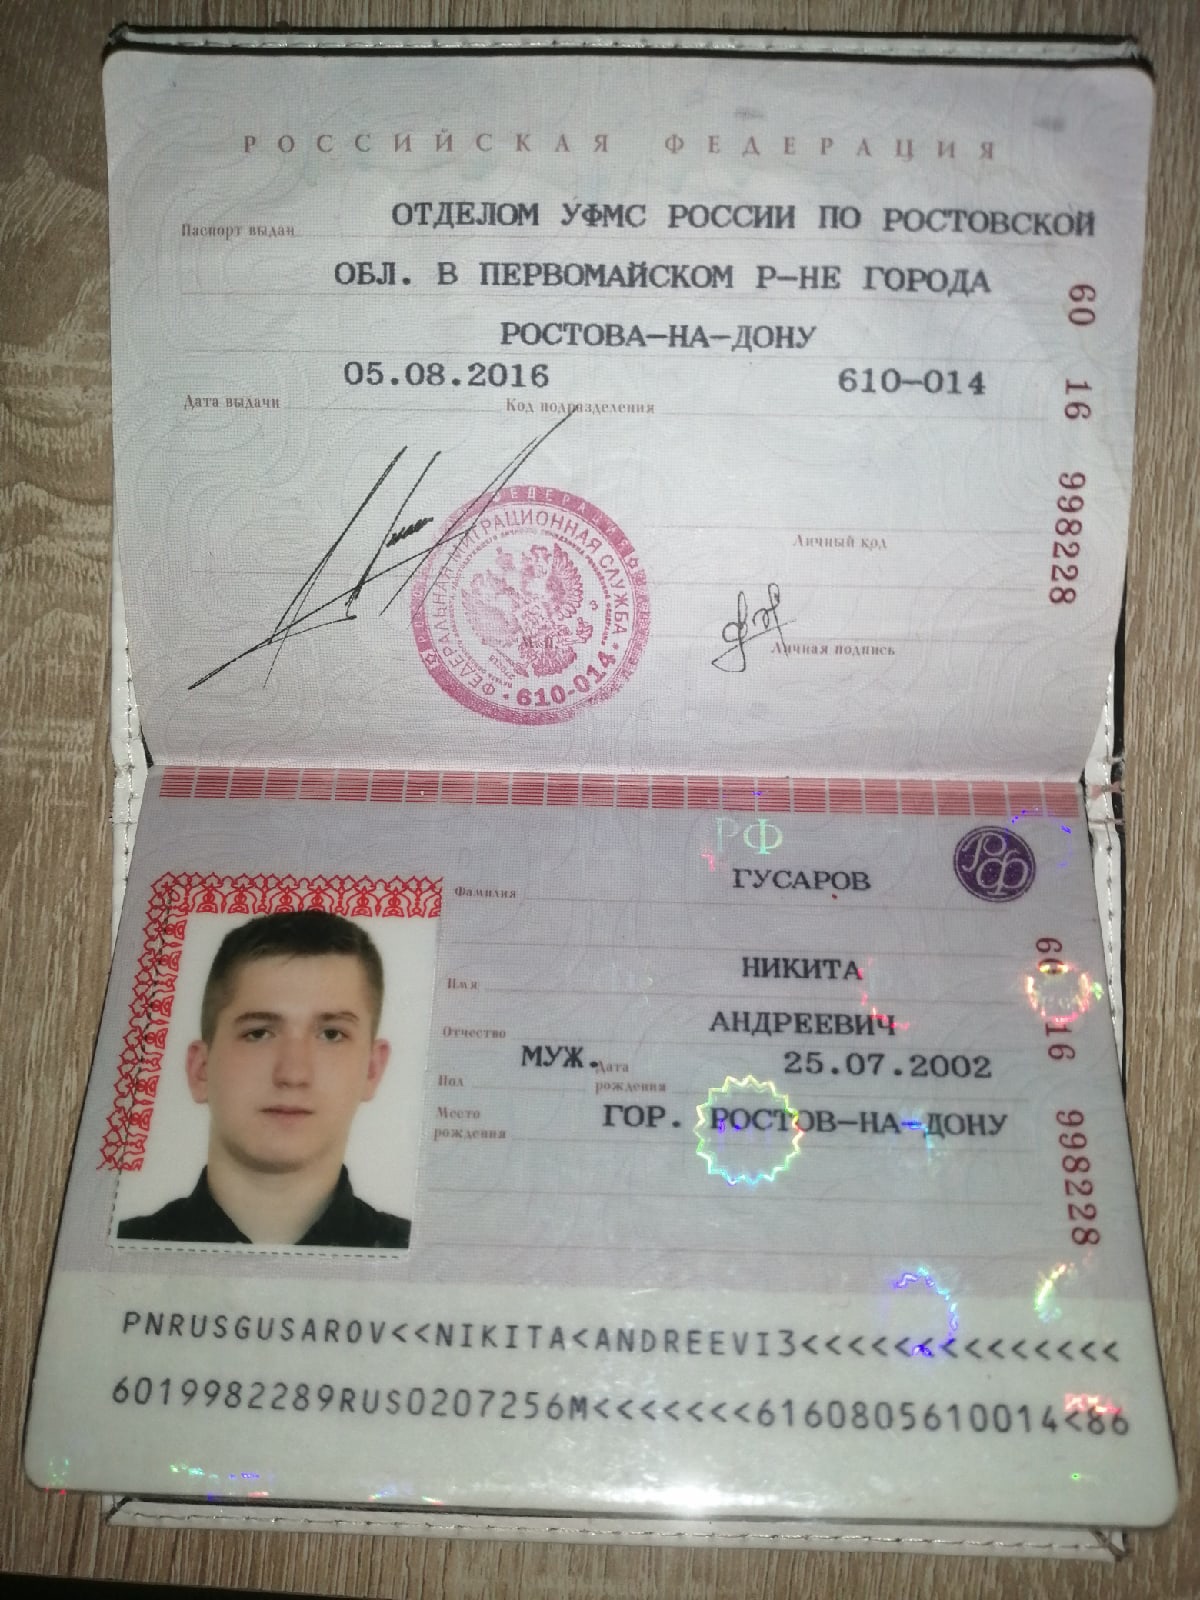 РОССИЙСКАЯ ФЕДЕРАЦИЯ
Паспорт выдан ОТДЕЛОМ УФМС РОССИИ ПО РОСТОВСКОЙ
ОБЛ. В ПЕРВОМАЙСКОМ Р-НЕ ГОРОДА
РОСТОВА-НА-ДОНУ
05.08.2016 610-014
Дата выдачи Код подразделения
60 16 998228
ФЕДЕРАЛЬНАЯ МИГРАЦИОННАЯ СЛУЖБА
610-014
М.П.
Личный код
Личная подпись
РФ
РФ
Фамилия ГУСАРОВ
Имя НИКИТА
Отчество АНДРЕЕВИЧ
Пол МУЖ. Дата рождения 25.07.2002
Место рождения ГОР. РОСТОВ-НА-ДОНУ
60 16 998228
PNRUSGUSAROV<<NIKITA<ANDREEVI3<<<<<<<<<<<<<<
6019982289RUS0207256M<<<<<<<6160805610014<86